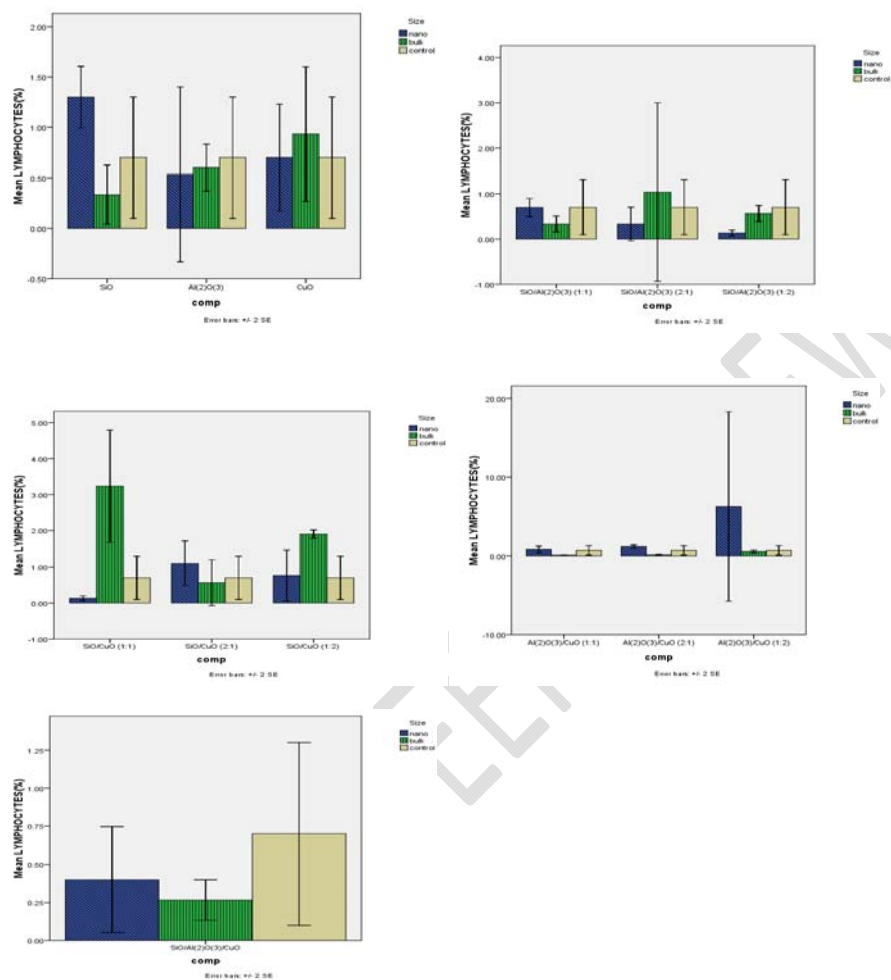 Size
nano
bulk
control
Mean LYMPHOCYTES(%)
2.00
1.50
1.00
0.50
0.00
-0.50
SiO
Al(2)O(3)
CuO
comp
Error bars: +/- 2 SE
Size
nano
bulk
control
Mean LYMPHOCYTES(%)
4.00
3.00
2.00
1.00
0.00
-1.00
SiO/Al(2)O(3) (1:1)
SiO/Al(2)O(3) (2:1)
SiO/Al(2)O(3) (1:2)
comp
Error bars: +/- 2 SE
Size
nano
bulk
control
Mean LYMPHOCYTES(%)
5.00
4.00
3.00
2.00
1.00
0.00
-1.00
SiO/CuO (1:1)
SiO/CuO (2:1)
SiO/CuO (1:2)
comp
Error bars: +/- 2 SE
Size
nano
bulk
control
Mean LYMPHOCYTES(%)
20.00
10.00
0.00
-10.00
Al(2)O(3)/CuO (1:1)
Al(2)O(3)/CuO (2:1)
Al(2)O(3)/CuO (1:2)
comp
Error bars: +/- 2 SE
Size
nano
bulk
control
Mean LYMPHOCYTES(%)
1.25
1.00
0.75
0.50
0.25
0.00
SiO/Al(2)O(3)/CuO
comp
Error bars: +/- 2 SE